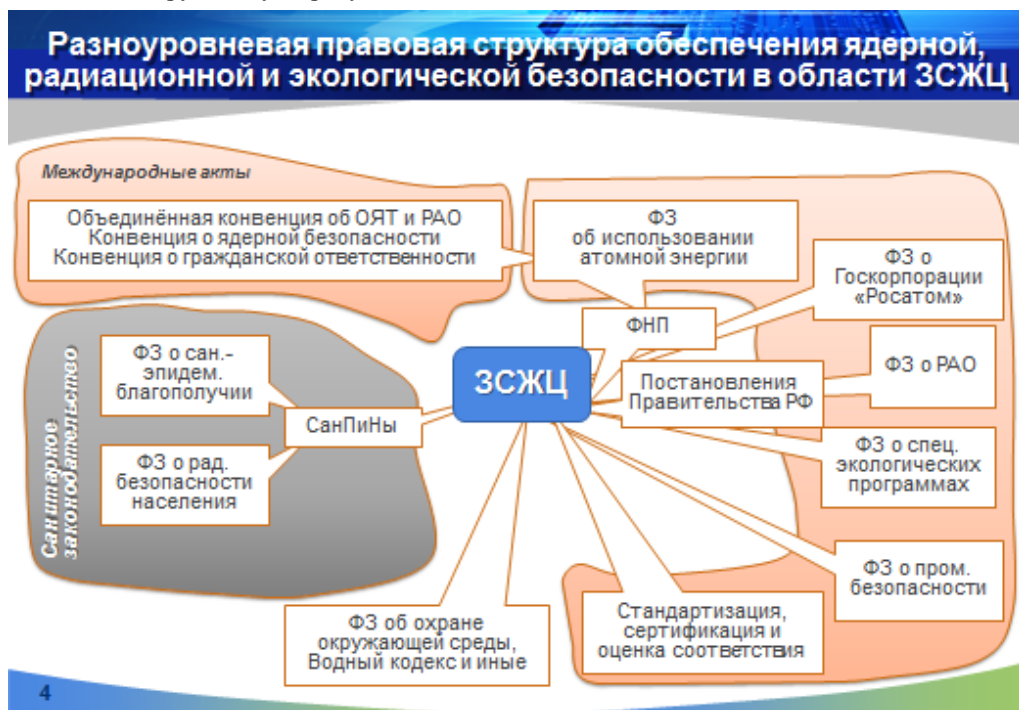 Разноуровневая правовая структура обеспечения ядерной,
радиационной и экологической безопасности в области ЗСЖЦ
Международные акты
Объединённая конвенция об ОЯТ и РАО
Конвенция о ядерной безопасности
Конвенция о гражданской ответственности
ФЗ
об использовании
атомной энергии
ФЗ о
Госкорпорации
«Росатом»
ФНП
ФЗ о сан.-
эпидем.
благополучии
ЗСЖЦ
Постановления
Правительства РФ
ФЗ о РАО
СанПиНы
Санитарное
законодательство
ФЗ о рад.
безопасности
населения
ФЗ о спец.
экологических
программах
ФЗ о пром.
безопасности
ФЗ об охране
окружающей среды,
Водный кодекс и иные
Стандартизация,
сертификация и
оценка соответствия
4